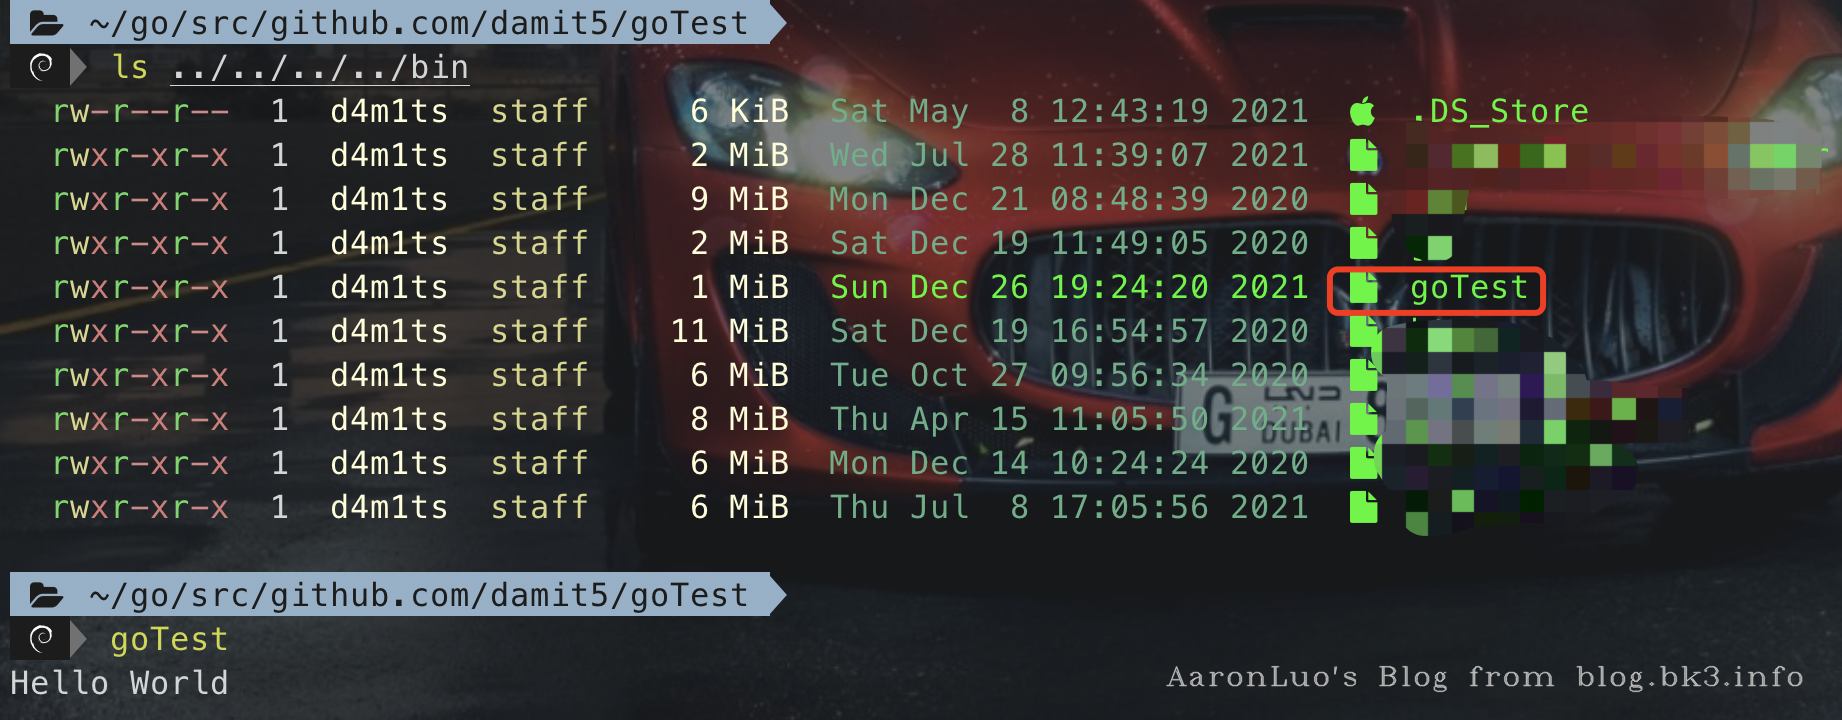 ~/go/src/github.com/damit5/goTest
ls ../../../../bin
rw-r--r-- 1 d4m1ts staff 6 KiB Sat May 8 12:43:19 2021 .DS_Store
rwxr-xr-x 1 d4m1ts staff 2 MiB Wed Jul 28 11:39:07 2021
rwxr-xr-x 1 d4m1ts staff 9 MiB Mon Dec 21 08:48:39 2020
rwxr-xr-x 1 d4m1ts staff 2 MiB Sat Dec 19 11:49:05 2020
rwxr-xr-x 1 d4m1ts staff 1 MiB Sun Dec 26 19:24:20 2021 goTest
rwxr-xr-x 1 d4m1ts staff 11 MiB Sat Dec 19 16:54:57 2020
rwxr-xr-x 1 d4m1ts staff 6 MiB Tue Oct 27 09:56:34 2020
rwxr-xr-x 1 d4m1ts staff 8 MiB Thu Apr 15 11:05:50 2021
rwxr-xr-x 1 d4m1ts staff 6 MiB Mon Dec 14 10:24:24 2020
rwxr-xr-x 1 d4m1ts staff 6 MiB Thu Jul 8 17:05:56 2021
G DUBAI
~/go/src/github.com/damit5/goTest
goTest
Hello World
AaronLuo's Blog from blog.bk3.info